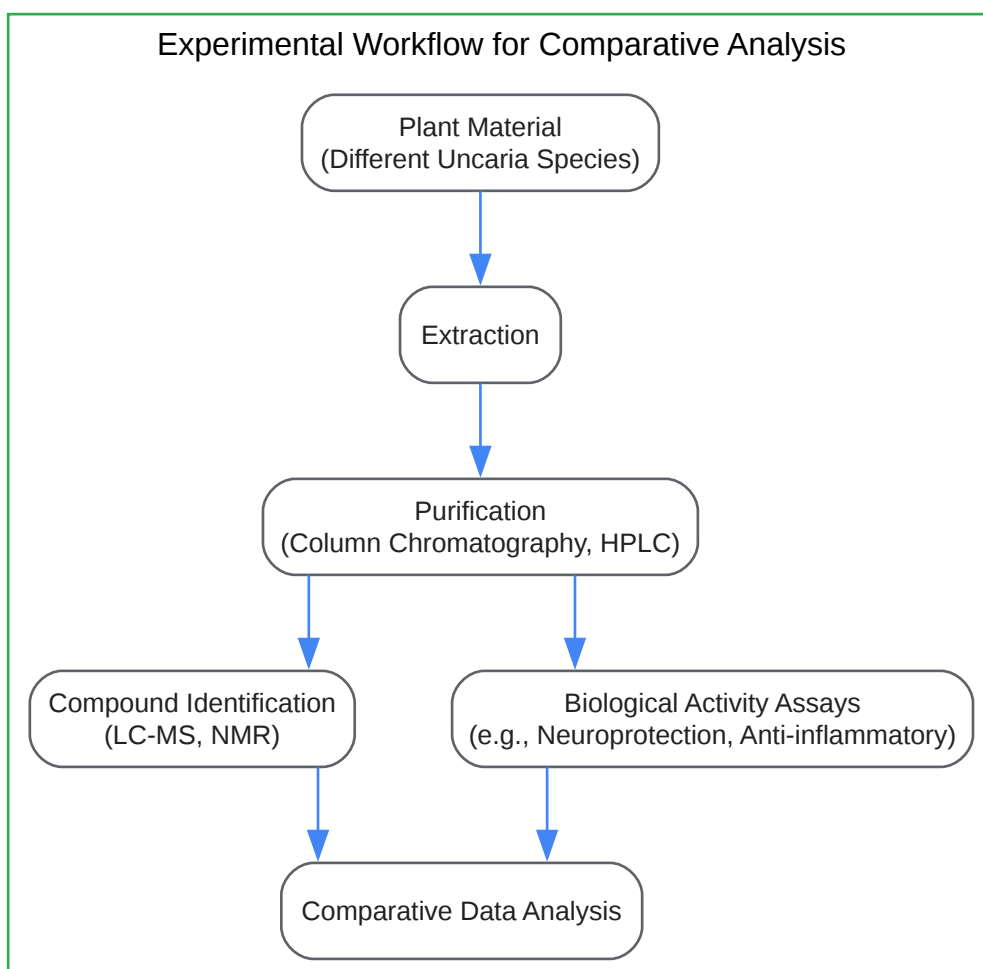 Experimental Workflow for Comparative Analysis
Plant Material
(Different Uncaria Species)
Extraction
Purification
(Column Chromatography, HPLC)
Compound Identification
(LC-MS, NMR)
Biological Activity Assays
(e.g., Neuroprotection, Anti-inflammatory)
Comparative Data Analysis